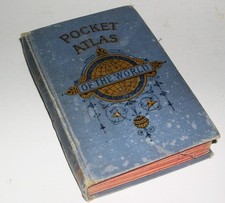 POCKET
ATLAS
OF THE WORLD